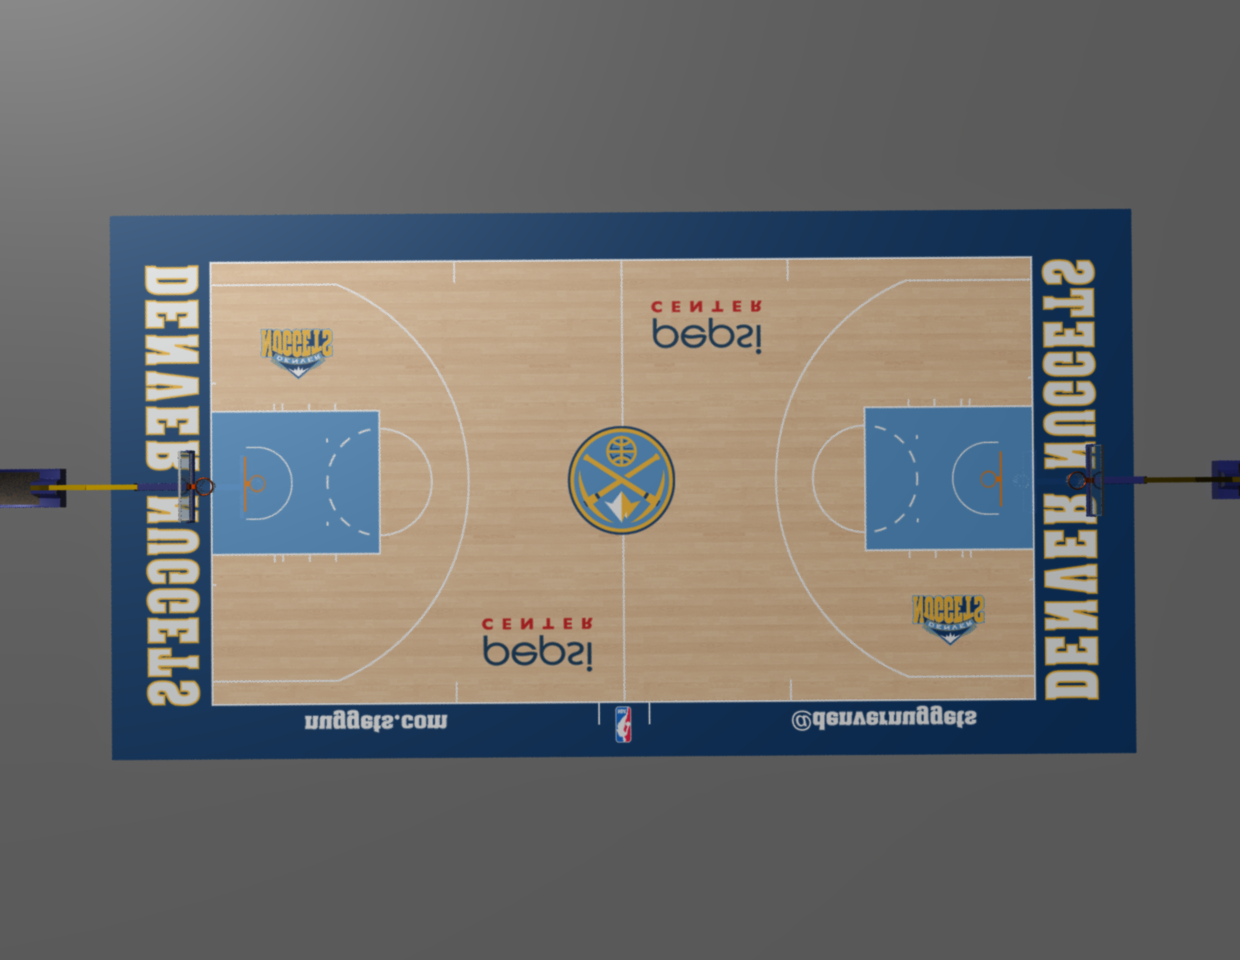 CENTER
pepsi
NUGGETS
DENVER
DENVER NUGGETS
DENVER NUGGETS
NUGGETS
DENVER
CENTER
pepsi
nuggets.com
@denvernuggets